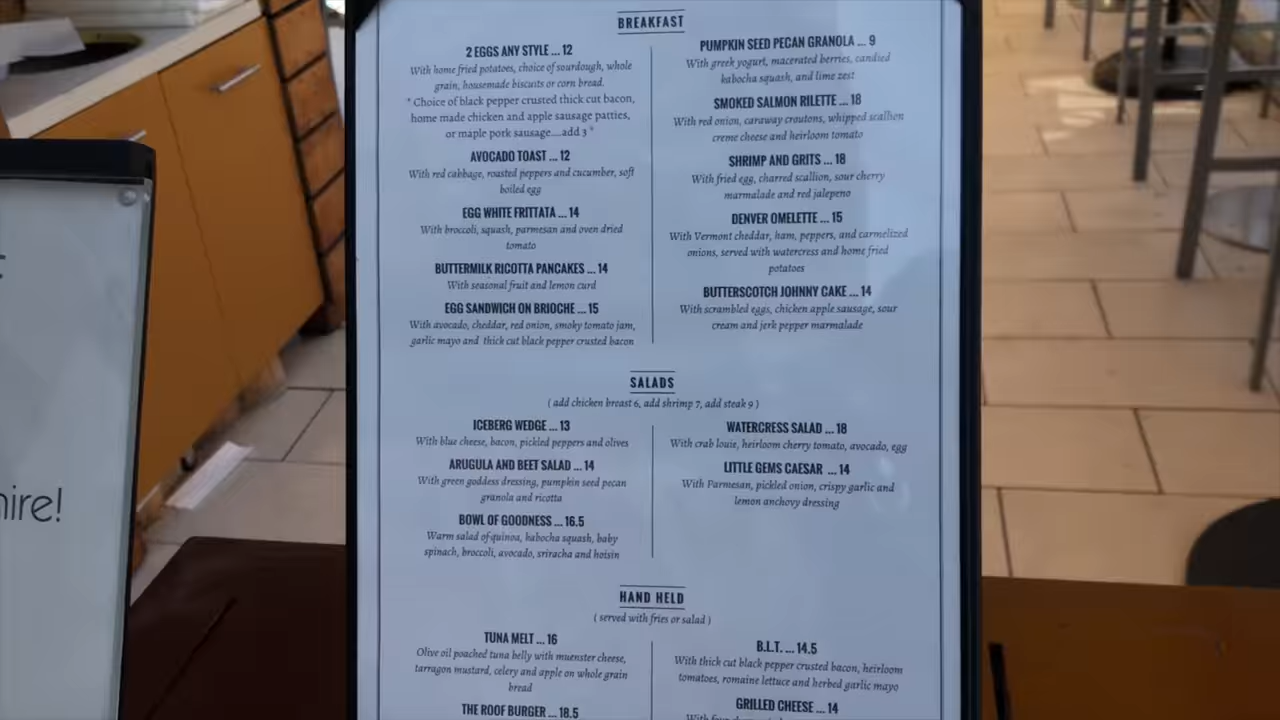 BREAKFAST
2 EGGS ANY STYLE ... 12
With home fried potatoes, choice of sourdough, whole
grain, housemade biscuits or corn bread.
* Choice of black pepper crusted thick cut bacon,
home made chicken and apple sausage patties,
or maple pork sausage....add 3 *
AVOCADO TOAST ... 12
With red cabbage, roasted peppers and cucumber, soft
boiled egg
EGG WHITE FRITTATA ... 14
With broccoli, squash, parmesan and oven dried
tomato
BUTTERMILK RICOTTA PANCAKES ... 14
With seasonal fruit and lemon curd
EGG SANDWICH ON BRIOCHE ... 15
With avocado, cheddar, red onion, smoky tomato jam,
garlic mayo and thick cut black pepper crusted bacon
PUMPKIN SEED PECAN GRANOLA ... 9
With greek yogurt, macerated berries, candied
kabocha squash, and lime zest
SMOKED SALMON RILETTE ... 18
With red onion, caraway croutons, whipped scallion
creme cheese and heirloom tomato
SHRIMP AND GRITS ... 18
With fried egg, charred scallion, sour cherry
marmalade and red jalepeno
DENVER OMELETTE ... 15
With Vermont cheddar, ham, peppers, and carmelized
onions, served with watercress and home fried
potatoes
BUTTERSCOTCH JOHNNY CAKE ... 14
With scrambled eggs, chicken apple sausage, sour
cream and jerk pepper marmalade
SALADS
( add chicken breast 6, add shrimp 7, add steak 9 )
ICEBERG WEDGE ... 13
With blue cheese, bacon, pickled peppers and olives
ARUGULA AND BEET SALAD ... 14
With green goddess dressing, pumpkin seed pecan
granola and ricotta
BOWL OF GOODNESS ... 16.5
Warm salad of quinoa, kabocha squash, baby
spinach, broccoli, avocado, sriracha and hoisin
WATERCRESS SALAD ... 18
With crab louie, heirloom cherry tomato, avocado, egg
LITTLE GEMS CAESAR ... 14
With Parmesan, pickled onion, crispy garlic and
lemon anchovy dressing
HAND HELD
( served with fries or salad )
TUNA MELT ... 16
Olive oil poached tuna belly with muenster cheese,
tarragon mustard, celery and apple on whole grain
bread
THE ROOF BURGER ... 18.5
B.L.T. ... 14.5
With thick cut black pepper crusted bacon, heirloom
tomatoes, romaine lettuce and herbed garlic mayo
GRILLED CHEESE ... 14